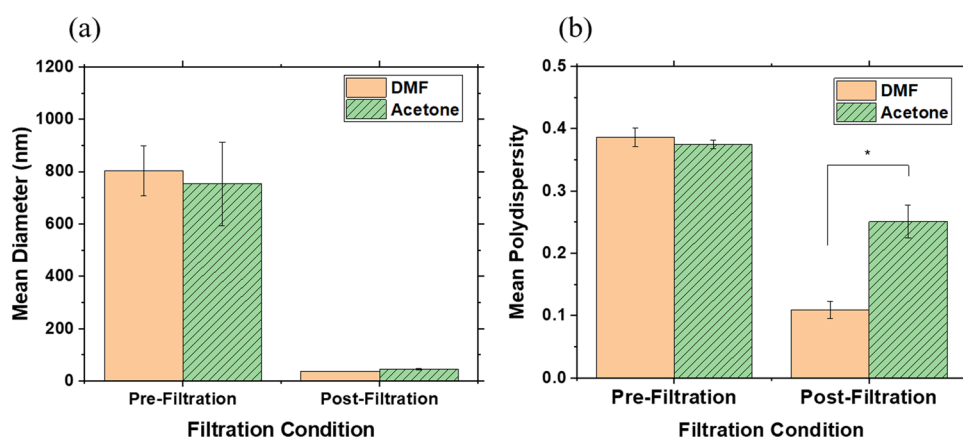 (a)
1200
1000
800
600
400
200
0
Mean Diameter (nm)
DMF
Acetone
Pre-Filtration Post-Filtration
Filtration Condition
(b)
0.5
0.4
0.3
0.2
0.1
0.0
Mean Polydispersity
DMF
Acetone
*
Pre-Filtration Post-Filtration
Filtration Condition